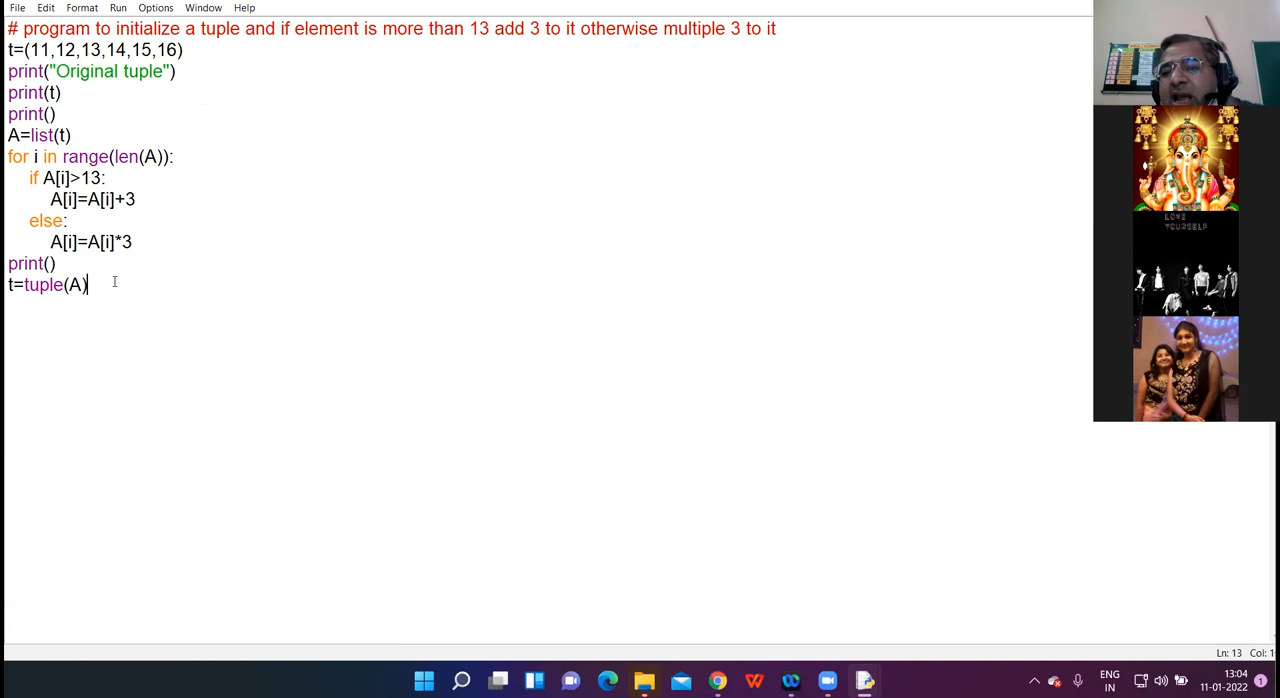 File Edit Format Run Options Window Help
# program to initialize a tuple and if element is more than 13 add 3 to it otherwise multiple 3 to it
t=(11,12,13,14,15,16)
print("Original tuple")
print(t)
print()
A=list(t)
for i in range(len(A)):
if A[i]>13:
A[i]=A[i]+3
else:
A[i]=A[i]*3
print()
t=tuple(A)
LOVE
YOURSELF
Ln: 13 Col: 1
ENG
IN
13:04
11-01-2022
1